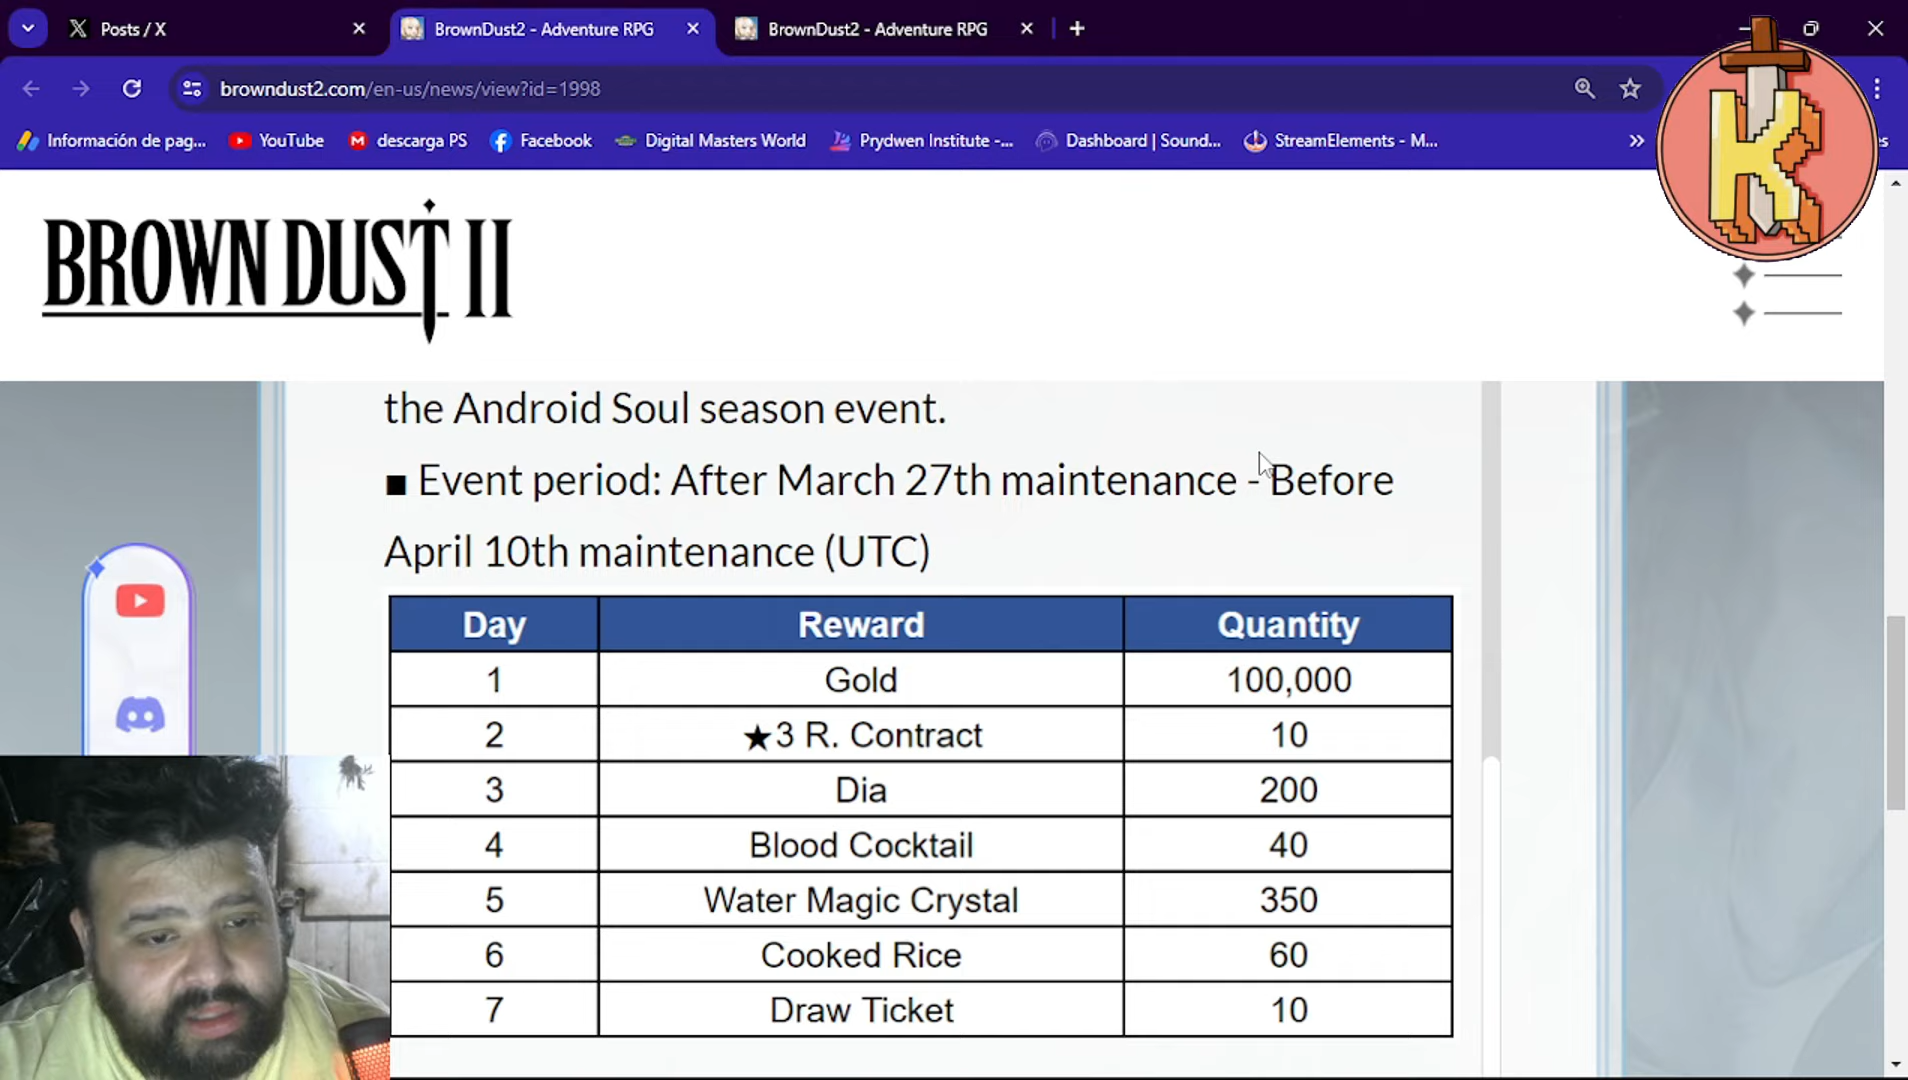 Posts / X
BrownDust2 - Adventure RPG
BrownDust2 - Adventure RPG
browndust2.com/en-us/news/view?id=1998
Información de pag...
YouTube
descarga PS
Facebook
Digital Masters World
Prydwen Institute -...
Dashboard | Sound...
StreamElements - M...
K
BROWN DUST II
the Android Soul season event.
■ Event period: After March 27th maintenance - Before
April 10th maintenance (UTC)
Day Reward Quantity
1 Gold 100,000
2 ★3 R. Contract 10
3 Dia 200
4 Blood Cocktail 40
5 Water Magic Crystal 350
6 Cooked Rice 60
7 Draw Ticket 10